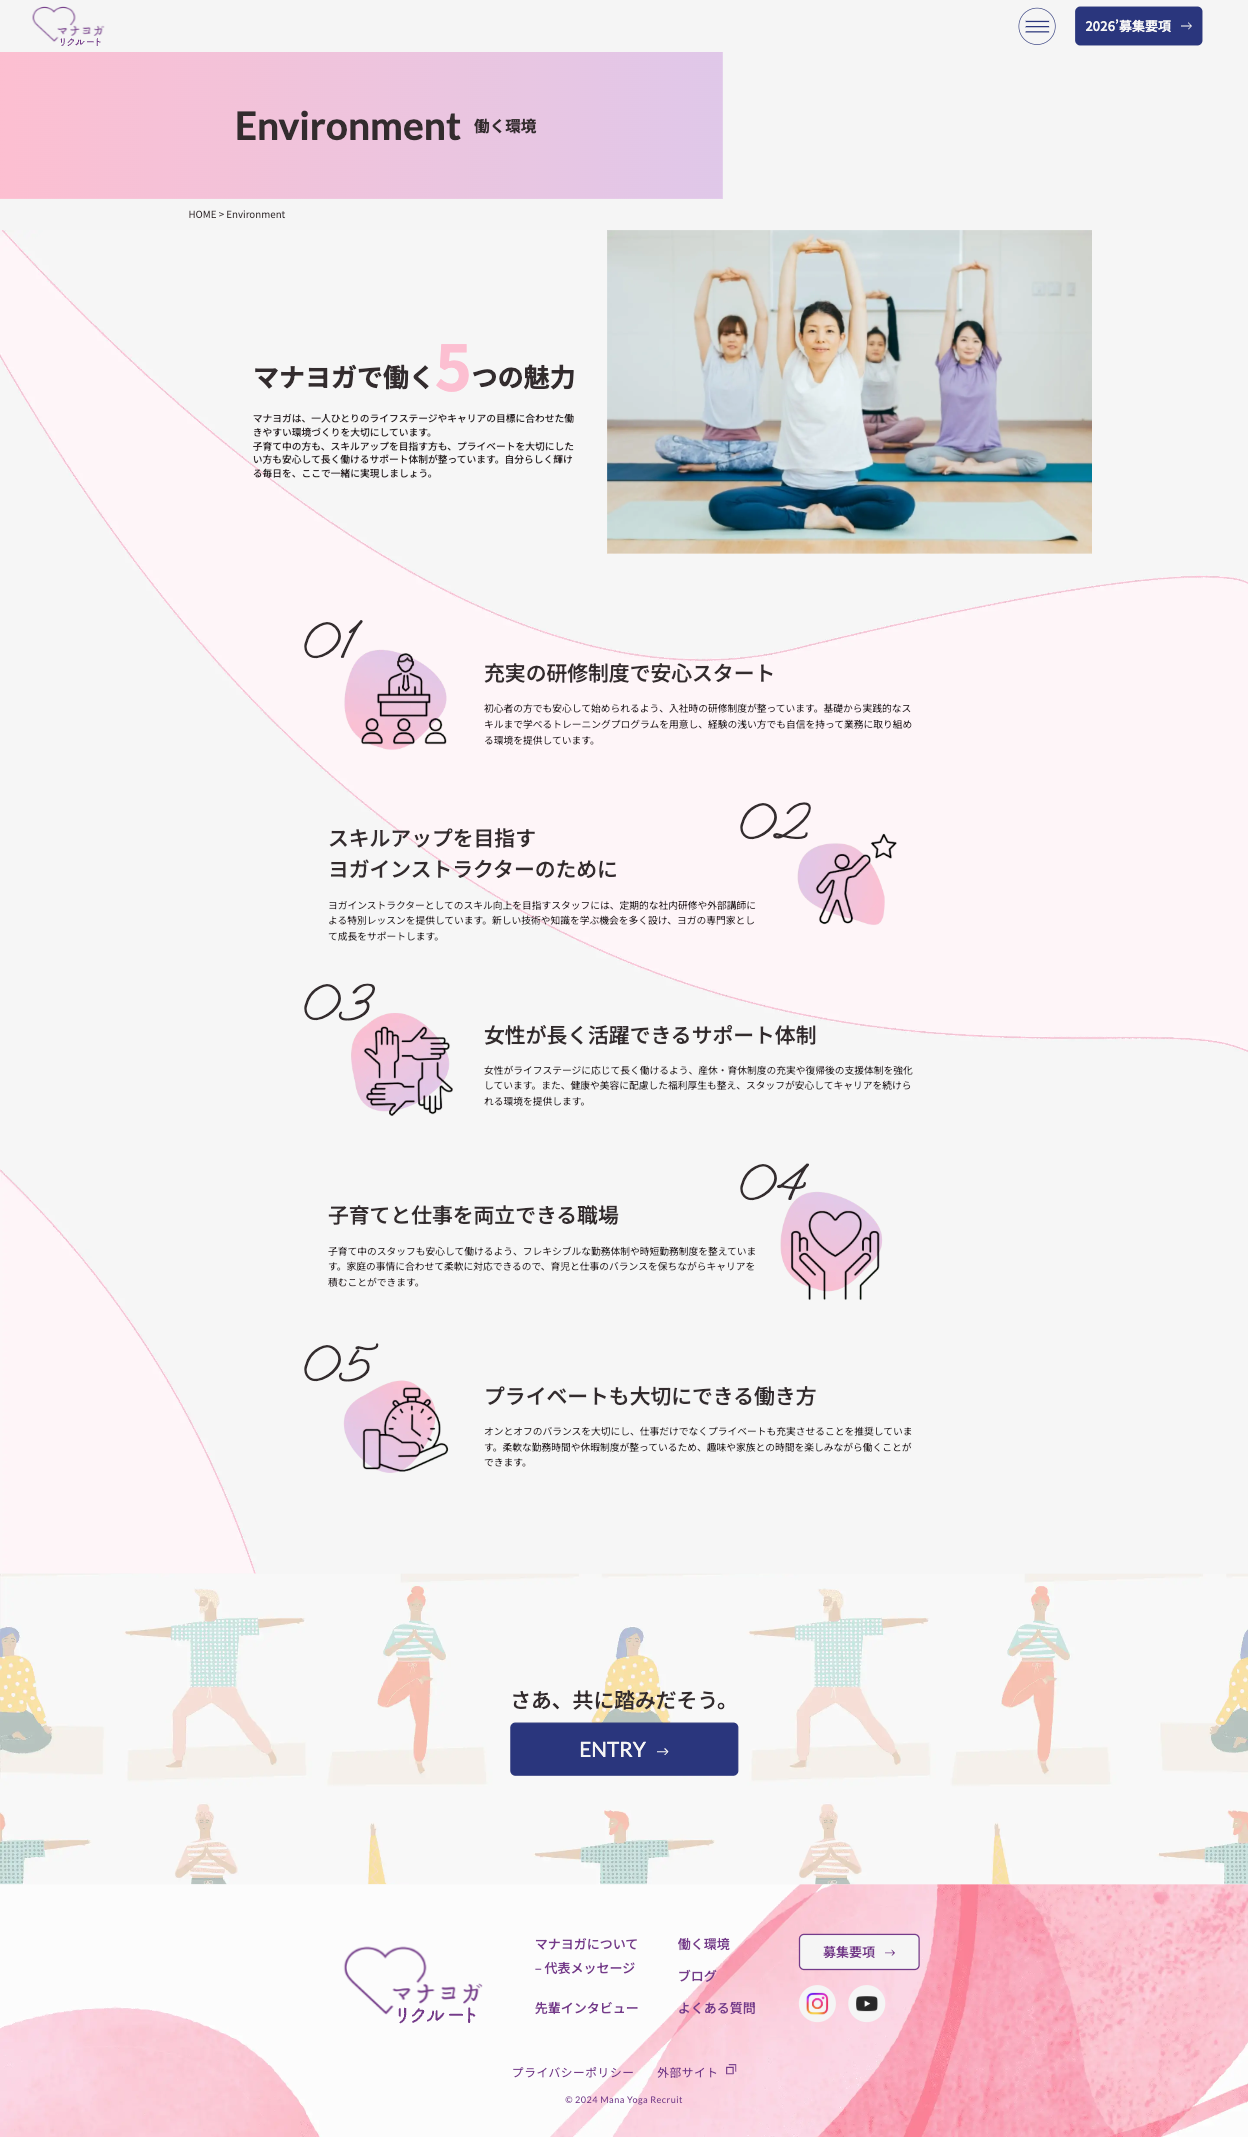 マナヨガ
リクルート
2026’募集要項 →
Environment 働く環境
HOME > Environment
マナヨガで働く5つの魅力
マナヨガは、一人ひとりのライフステージやキャリアの目標に合わせた働
きやすい環境づくりを大切にしています。
子育て中の方も、スキルアップを目指す方も、プライベートを大切にした
い方も安心して長く働けるサポート体制が整っています。自分らしく輝け
る毎日を、ここで一緒に実現しましょう。
01
充実の研修制度で安心スタート
初心者の方でも安心して始められるよう、入社時の研修制度が整っています。基礎から実践的なス
キルまで学べるトレーニングプログラムを用意し、経験の浅い方でも自信を持って業務に取り組め
る環境を提供しています。
02
スキルアップを目指す
ヨガインストラクターのために
ヨガインストラクターとしてのスキル向上を目指すスタッフには、定期的な社内研修や外部講師に
よる特別レッスンを提供しています。新しい技術や知識を学ぶ機会を多く設け、ヨガの専門家とし
て成長をサポートします。
03
女性が長く活躍できるサポート体制
女性がライフステージに応じて長く働けるよう、産休・育休制度の充実や復帰後の支援体制を強化
しています。また、健康や美容に配慮した福利厚生も整え、スタッフが安心してキャリアを続けら
れる環境を提供します。
04
子育てと仕事を両立できる職場
子育て中のスタッフも安心して働けるよう、フレキシブルな勤務体制や時短勤務制度を整えていま
す。家庭の事情に合わせて柔軟に対応できるので、育児と仕事のバランスを保ちながらキャリアを
積むことができます。
05
プライベートも大切にできる働き方
オンとオフのバランスを大切にし、仕事だけでなくプライベートも充実させることを推奨していま
す。柔軟な勤務時間や休暇制度が整っているため、趣味や家族との時間を楽しみながら働くことが
できます。
さあ、共に踏みだそう。
ENTRY →
マナヨガ
リクルート
マナヨガについて
– 代表メッセージ
先輩インタビュー
働く環境
ブログ
よくある質問
募集要項 →
プライバシーポリシー 外部サイト
© 2024 Mana Yoga Recruit